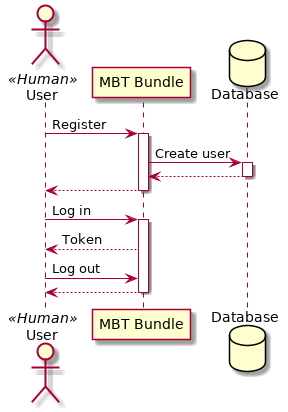 «Human»
User
MBT Bundle
Database
Register
Create user
Log in
Token
Log out
«Human»
User
MBT Bundle
Database